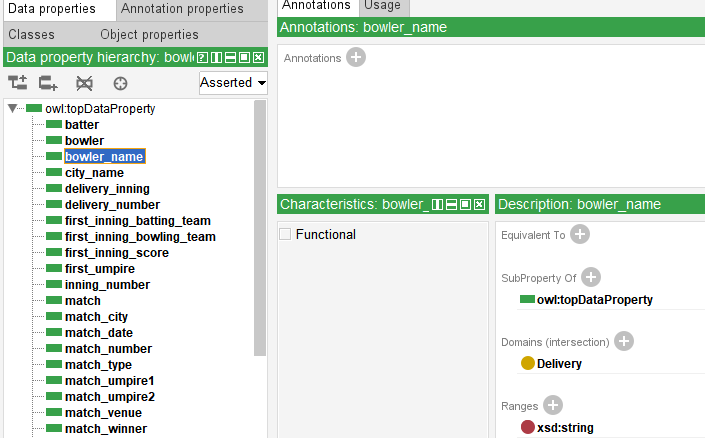 Data properties
Annotation properties
Classes
Object properties
Data property hierarchy: bowle
Asserted
owl:topDataProperty
batter
bowler
bowler_name
city_name
delivery_inning
delivery_number
first_inning_batting_team
first_inning_bowling_team
first_inning_score
first_umpire
inning_number
match
match_city
match_date
match_number
match_type
match_umpire1
match_umpire2
match_venue
match_winner
Annotations
Usage
Annotations: bowler_name
Annotations
Characteristics: bowler_
Functional
Description: bowler_name
Equivalent To
SubProperty Of
owl:topDataProperty
Domains (intersection)
Delivery
Ranges
xsd:string